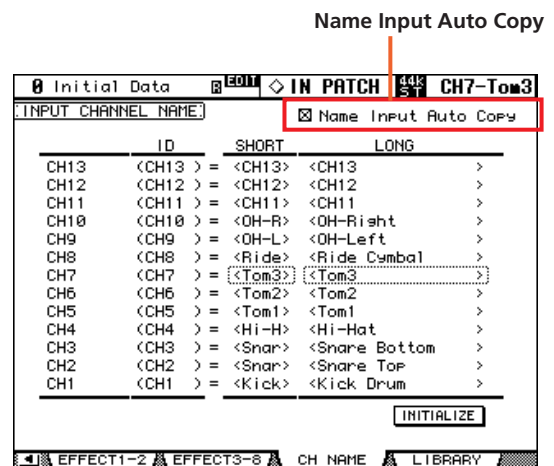 Name Input Auto Copy
0 Initial Data EDIT IN PATCH 44K ST CH7-Tom3
INPUT CHANNEL NAME
Name Input Auto Copy
ID SHORT LONG
CH13 (CH13 ) = <CH13> <CH13 >
CH12 (CH12 ) = <CH12> <CH12 >
CH11 (CH11 ) = <CH11> <CH11 >
CH10 (CH10 ) = <OH-R> <OH-Right >
CH9 (CH9 ) = <OH-L> <OH-Left >
CH8 (CH8 ) = <Ride> <Ride Cymbal >
CH7 (CH7 ) = <Tom3> <Tom3 >
CH6 (CH6 ) = <Tom2> <Tom2 >
CH5 (CH5 ) = <Tom1> <Tom1 >
CH4 (CH4 ) = <Hi-H> <Hi-Hat >
CH3 (CH3 ) = <Snar> <Snare Bottom >
CH2 (CH2 ) = <Snar> <Snare Top >
CH1 (CH1 ) = <Kick> <Kick Drum >
INITIALIZE
EFFECT1-2 EFFECT3-8 CH NAME LIBRARY